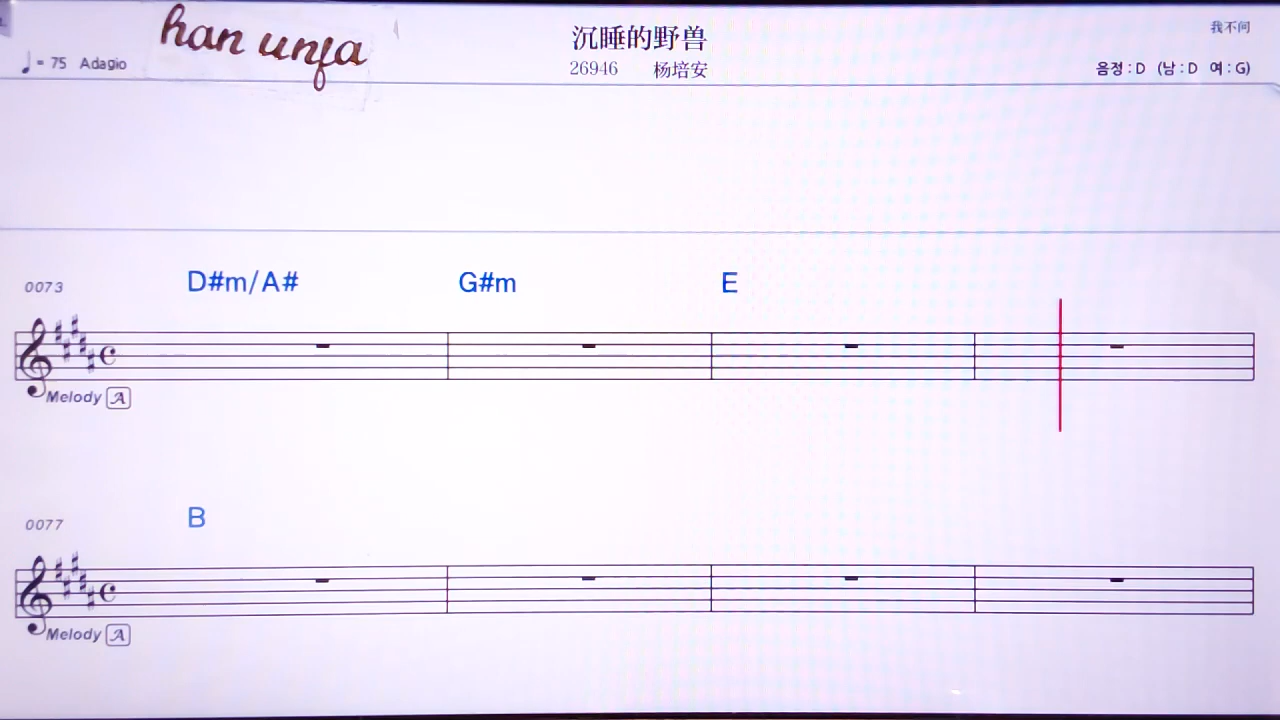 han unfa
沉睡的野兽
我不问
= 75 Adagio
26946 杨培安
음정 : D (남 : D 여 : G)
0073 D#m/A# G#m E
Melody A
0077 B
Melody A